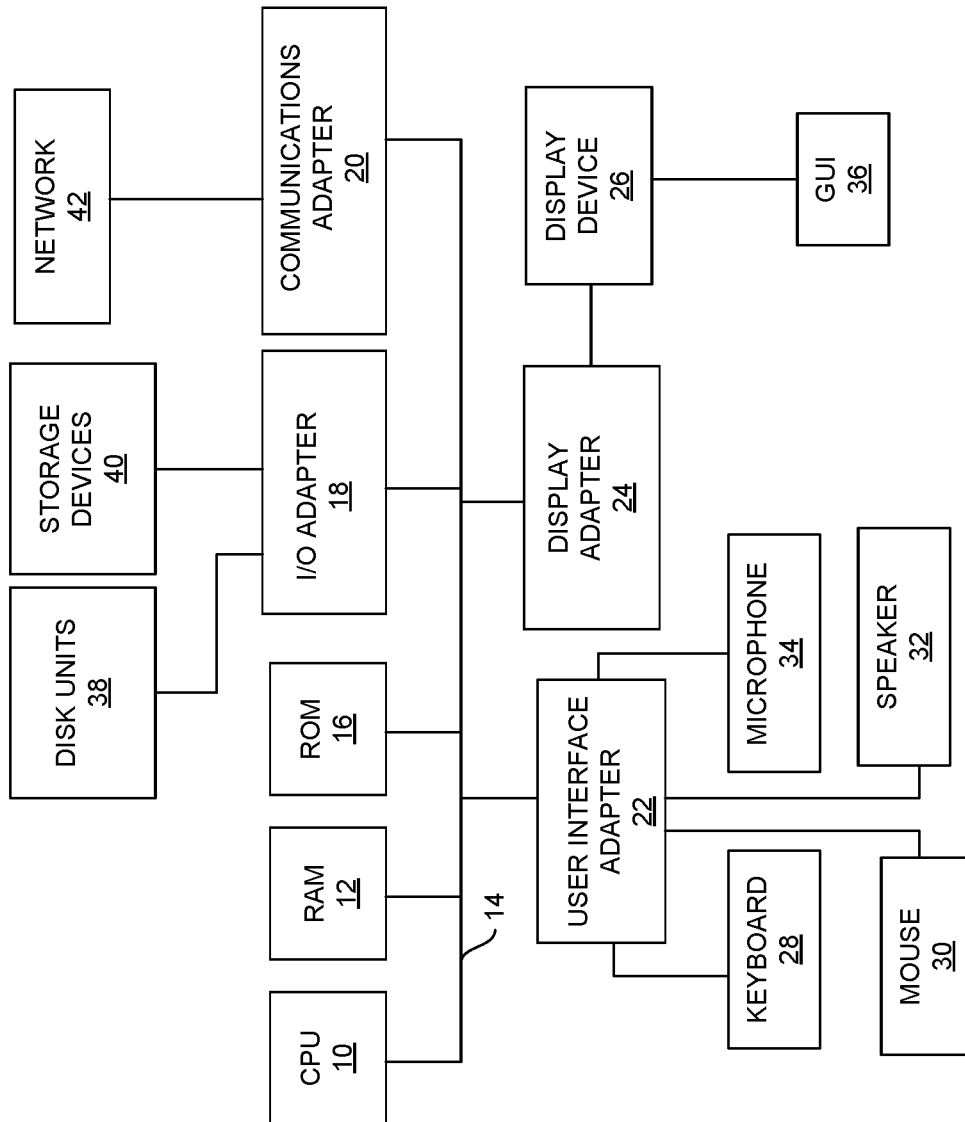 DISK UNITS
38
STORAGE
DEVICES
40
NETWORK
42
CPU
10
RAM
12
ROM
16
I/O ADAPTER
18
COMMUNICATIONS
ADAPTER
20
14
USER INTERFACE
ADAPTER
22
DISPLAY
ADAPTER
24
DISPLAY
DEVICE
26
KEYBOARD
28
MICROPHONE
34
MOUSE
30
SPEAKER
32
GUI
36